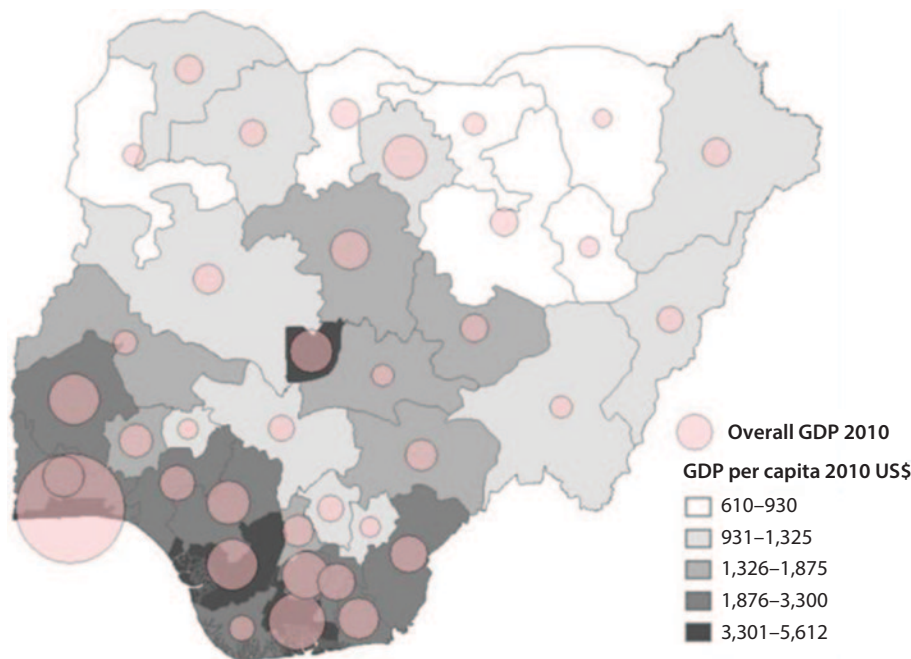 Overall GDP 2010
GDP per capita 2010 US$
610–930
931–1,325
1,326–1,875
1,876–3,300
3,301–5,612